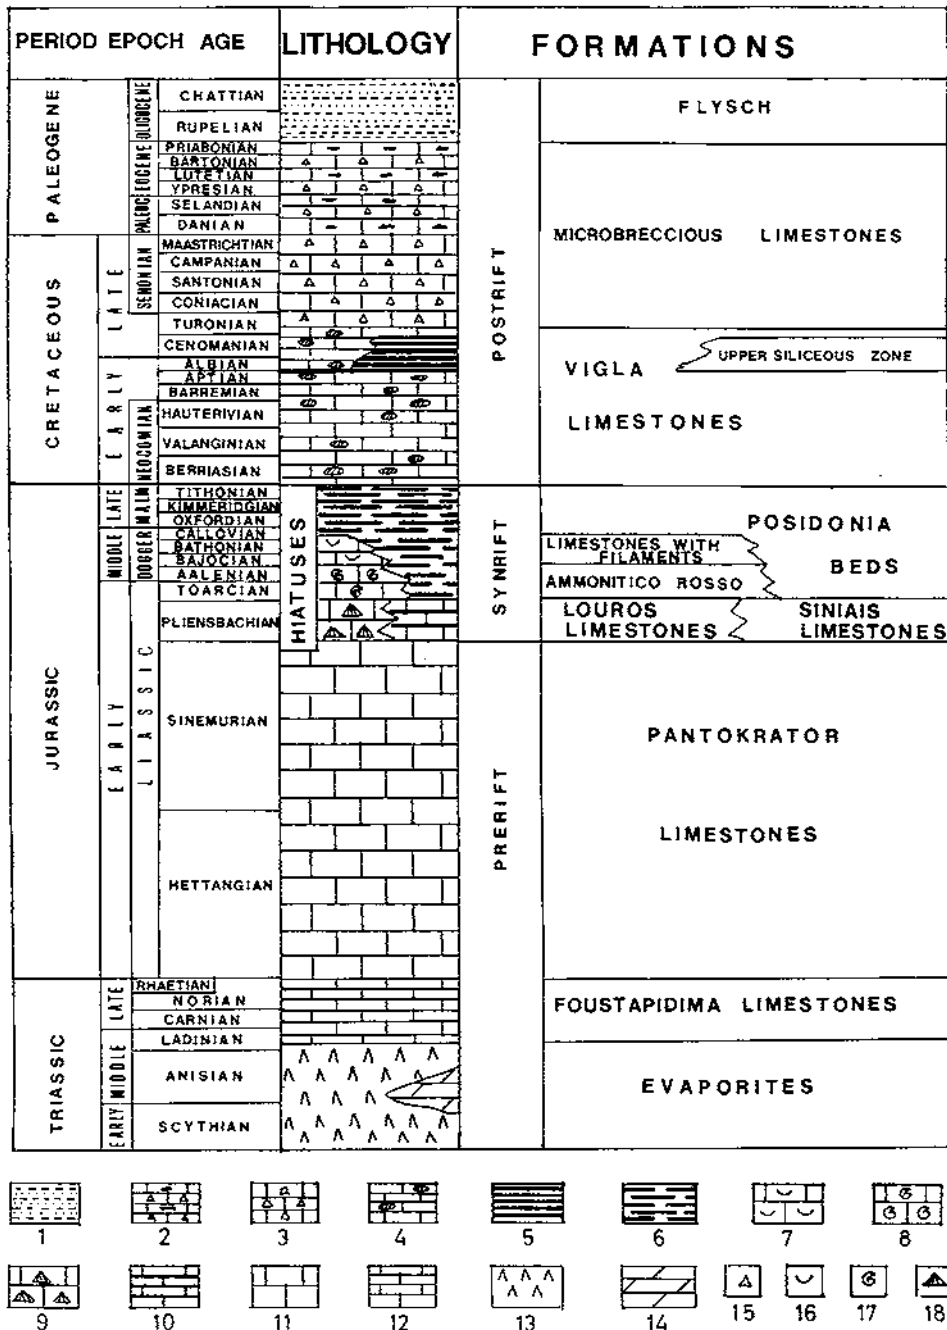 PERIOD EPOCH AGE
LITHOLOGY
FORMATIONS
PALEOGENE
OLIGOCENE
EOCENE
PALEOC
CHATTIAN
RUPELIAN
PRIABONIAN
BARTONIAN
LUTETIAN
YPRESIAN
SELANDIAN
DANIAN
CRETACEOUS
LATE
SENONIAN
MAASTRICHTIAN
CAMPANIAN
SANTONIAN
CONIACIAN
TURONIAN
CENOMANIAN
EARLY
NEOCOMIAN
ALBIAN
APTIAN
BARREMIAN
HAUTERIVIAN
VALANGINIAN
BERRIASIAN
JURASSIC
LATE
MALM
TITHONIAN
KIMMERIDGIAN
OXFORDIAN
MIDDLE
DOGGER
CALLOVIAN
BATHONIAN
BAJOCIAN
AALENIAN
EARLY
LIASSIC
TOARCIAN
PLIENSBACHIAN
SINEMURIAN
HETTANGIAN
TRIASSIC
LATE
RHAETIAN
NORIAN
CARNIAN
MIDDLE
LADINIAN
ANISIAN
EARLY
SCYTHIAN
HIATUSES
POSTRIFT
SYNRIFT
PRERIFT
FLYSCH
MICROBRECCIOUS LIMESTONES
VIGLA
UPPER SILICEOUS ZONE
LIMESTONES
POSIDONIA
BEDS
LIMESTONES WITH
FILAMENTS
AMMONITICO ROSSO
LOUROS
LIMESTONES
SINIAIS
LIMESTONES
PANTOKRATOR
LIMESTONES
FOUSTAPIDIMA LIMESTONES
EVAPORITES
1 2 3 4 5 6 7 8
9 10 11 12 13 14 15 16 17 18